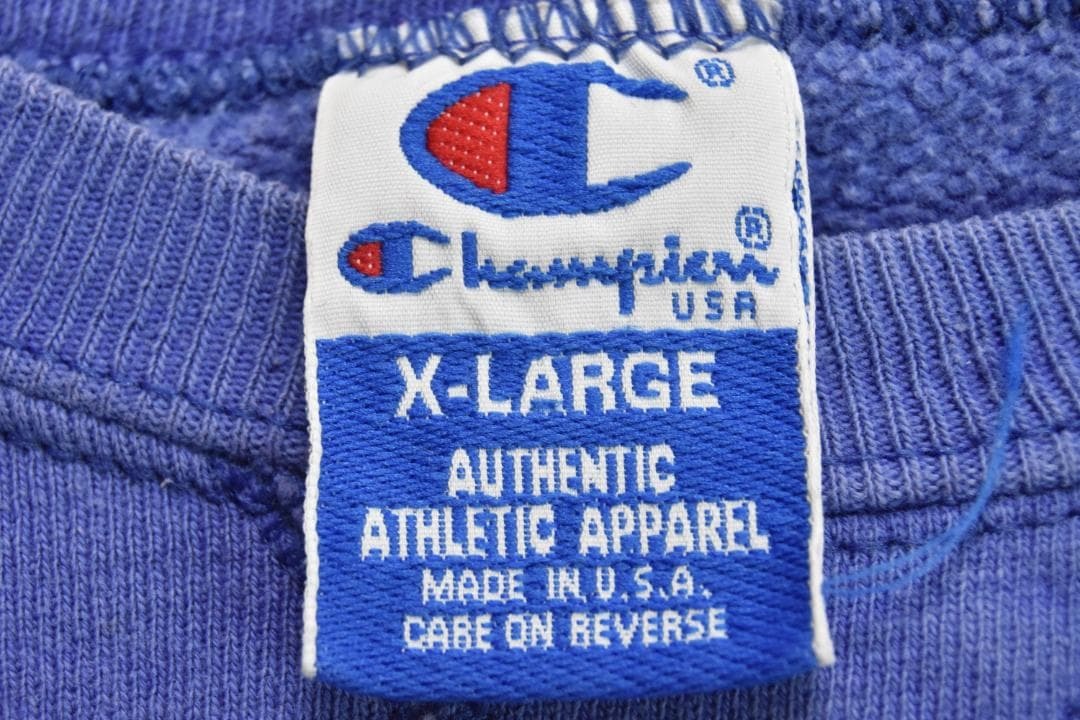 ®
Champion®
USA
X-LARGE
AUTHENTIC
ATHLETIC APPAREL
MADE IN U.S.A.
CARE ON REVERSE